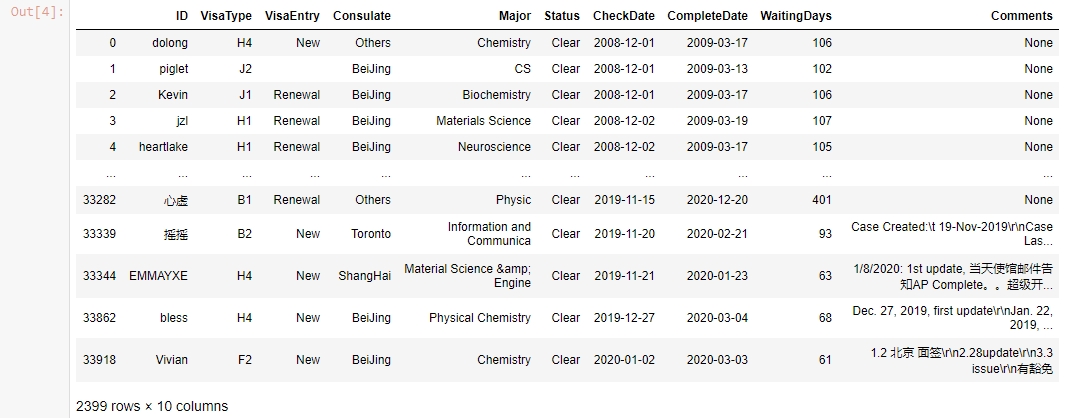 Out[4]:
ID VisaType VisaEntry Consulate Major Status CheckDate CompleteDate WaitingDays Comments
0 dolong H4 New Others Chemistry Clear 2008-12-01 2009-03-17 106 None
1 piglet J2 BeiJing CS Clear 2008-12-01 2009-03-13 102 None
2 Kevin J1 Renewal BeiJing Biochemistry Clear 2008-12-01 2009-03-17 106 None
3 jzl H1 Renewal BeiJing Materials Science Clear 2008-12-02 2009-03-19 107 None
4 heartlake H1 Renewal BeiJing Neuroscience Clear 2008-12-02 2009-03-17 105 None
... ... ... ... ... ... ... ... ... ... ...
33282 心虚 B1 Renewal Others Physic Clear 2019-11-15 2020-12-20 401 None
33339 摇摇 B2 New Toronto Information and Communica Clear 2019-11-20 2020-02-21 93 Case Created:\t 19-Nov-2019\r\nCase Las...
33344 EMMAYXE H4 New ShangHai Material Science &amp; Engine Clear 2019-11-21 2020-01-23 63 1/8/2020: 1st update, 当天使馆邮件告知AP Complete。。超级开...
33862 bless H4 New BeiJing Physical Chemistry Clear 2019-12-27 2020-03-04 68 Dec. 27, 2019, first update\r\nJan. 22, 2019, ...
33918 Vivian F2 New BeiJing Chemistry Clear 2020-01-02 2020-03-03 61 1.2 北京 面签\r\n2.28update\r\n3.3 issue\r\n有豁免
2399 rows × 10 columns